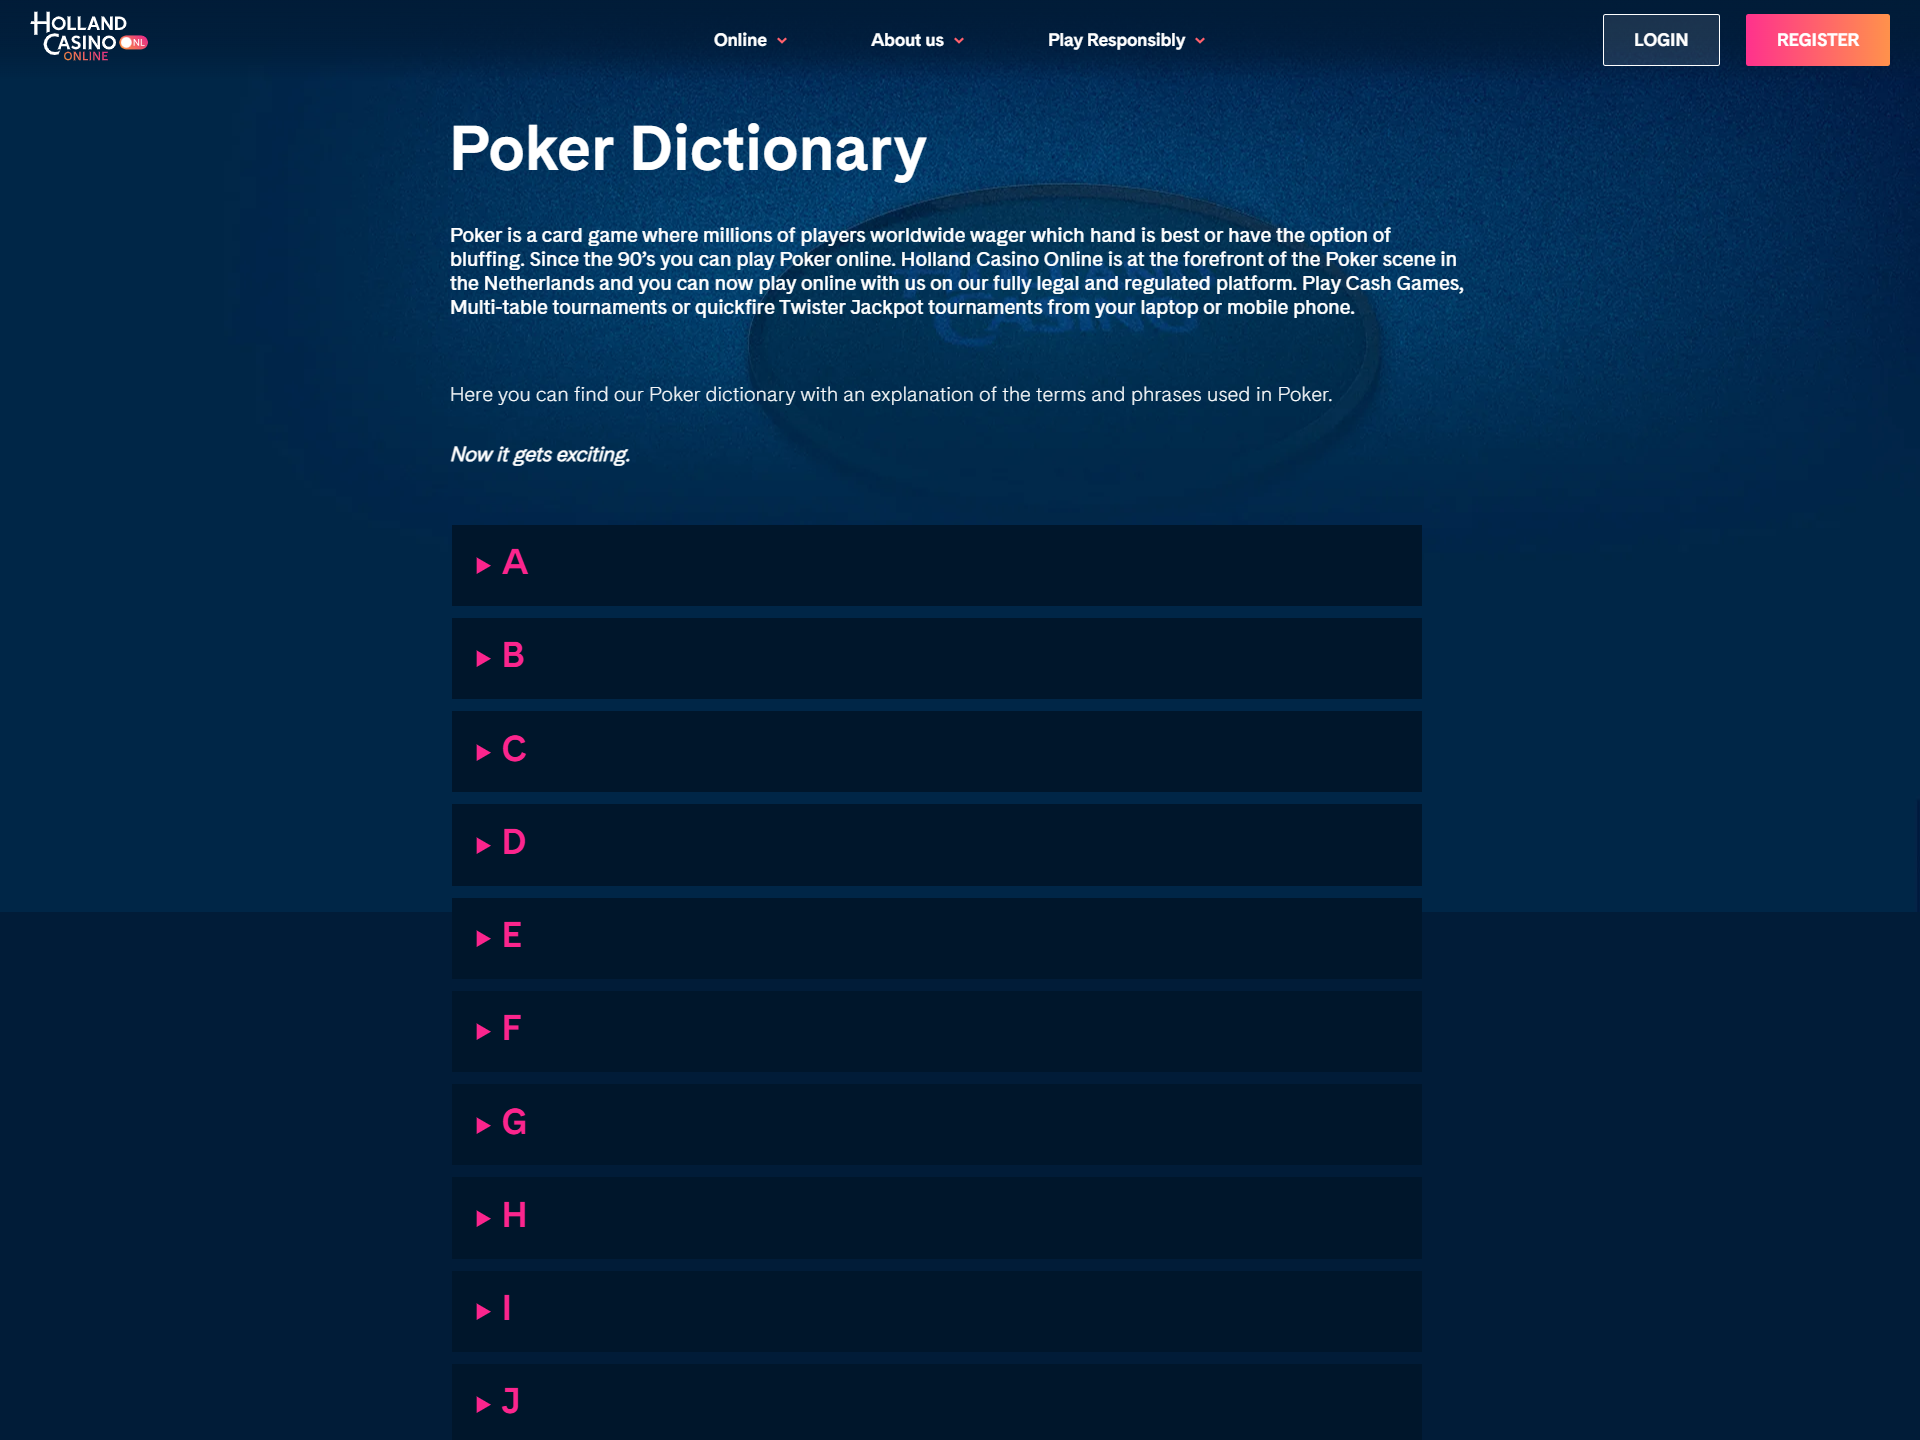 HOLLAND
CASINO NL
ONLINE
Online
About us
Play Responsibly
LOGIN
REGISTER
Poker Dictionary
Poker is a card game where millions of players worldwide wager which hand is best or have the option of
bluffing. Since the 90’s you can play Poker online. Holland Casino Online is at the forefront of the Poker scene in
the Netherlands and you can now play online with us on our fully legal and regulated platform. Play Cash Games,
Multi-table tournaments or quickfire Twister Jackpot tournaments from your laptop or mobile phone.
HOLLAND
CASINO
Here you can find our Poker dictionary with an explanation of the terms and phrases used in Poker.
Now it gets exciting.
A
B
C
D
E
F
G
H
I
J